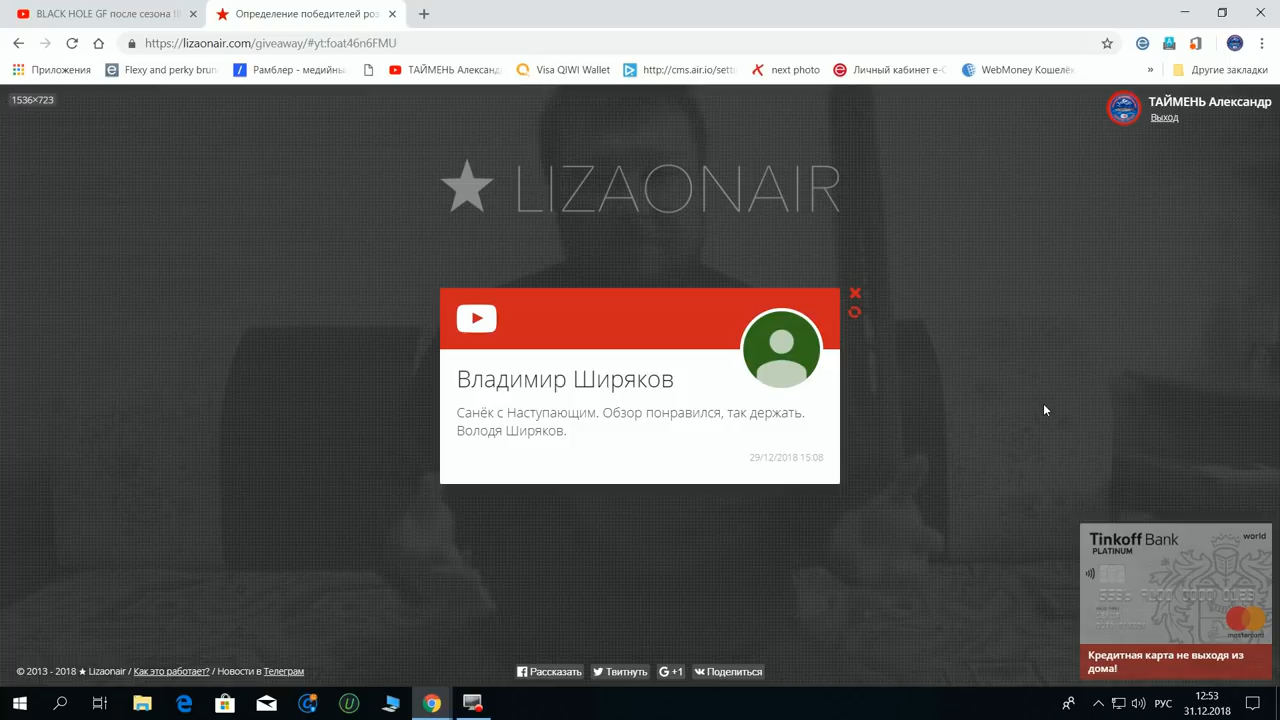 BLACK HOLE GF после сезона !!!
Определение победителей роз
https://lizaonair.com/giveaway/#yt:foat46n6FMU
Приложения
Flexy and perky brun
Рамблер - медийны
ТАЙМЕНЬ Александ
Visa QIWI Wallet
http://cms.air.io/sett
next photo
Личный кабинет e-C
WebMoney Кошелёк
»
Другие закладки
1536×723
ТАЙМЕНЬ Александр
Выход
★ LIZAONAIR
Владимир Ширяков
Санёк с Наступающим. Обзор понравился, так держать.
Володя Ширяков.
29/12/2018 15:08
Tinkoff Bank
PLATINUM
world
mastercard
Кредитная карта не выходя из
дома!
© 2013 - 2018 ★ Lizaonair / Как это работает? / Новости в Телеграм
Рассказать
Твитнуть
G+ +1
Поделиться
РУС
12:53
31.12.2018